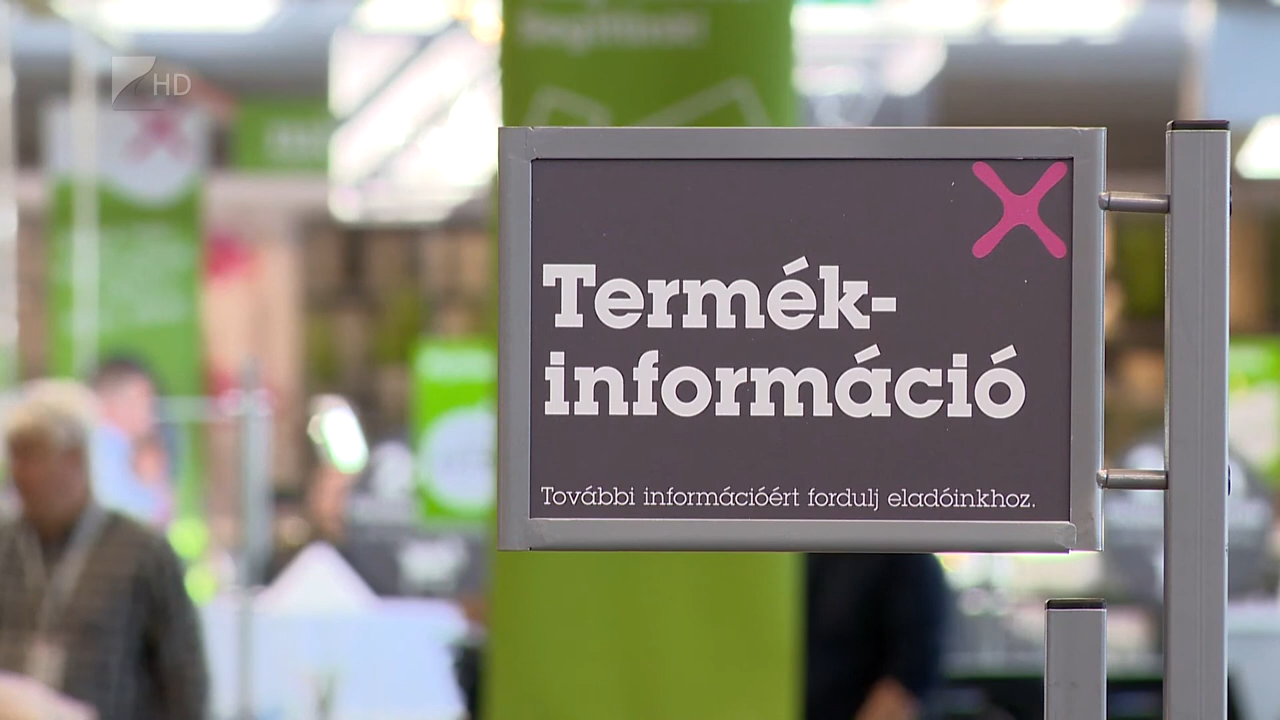 HD
Termék-
információ
További információért fordulj eladóinkhoz.